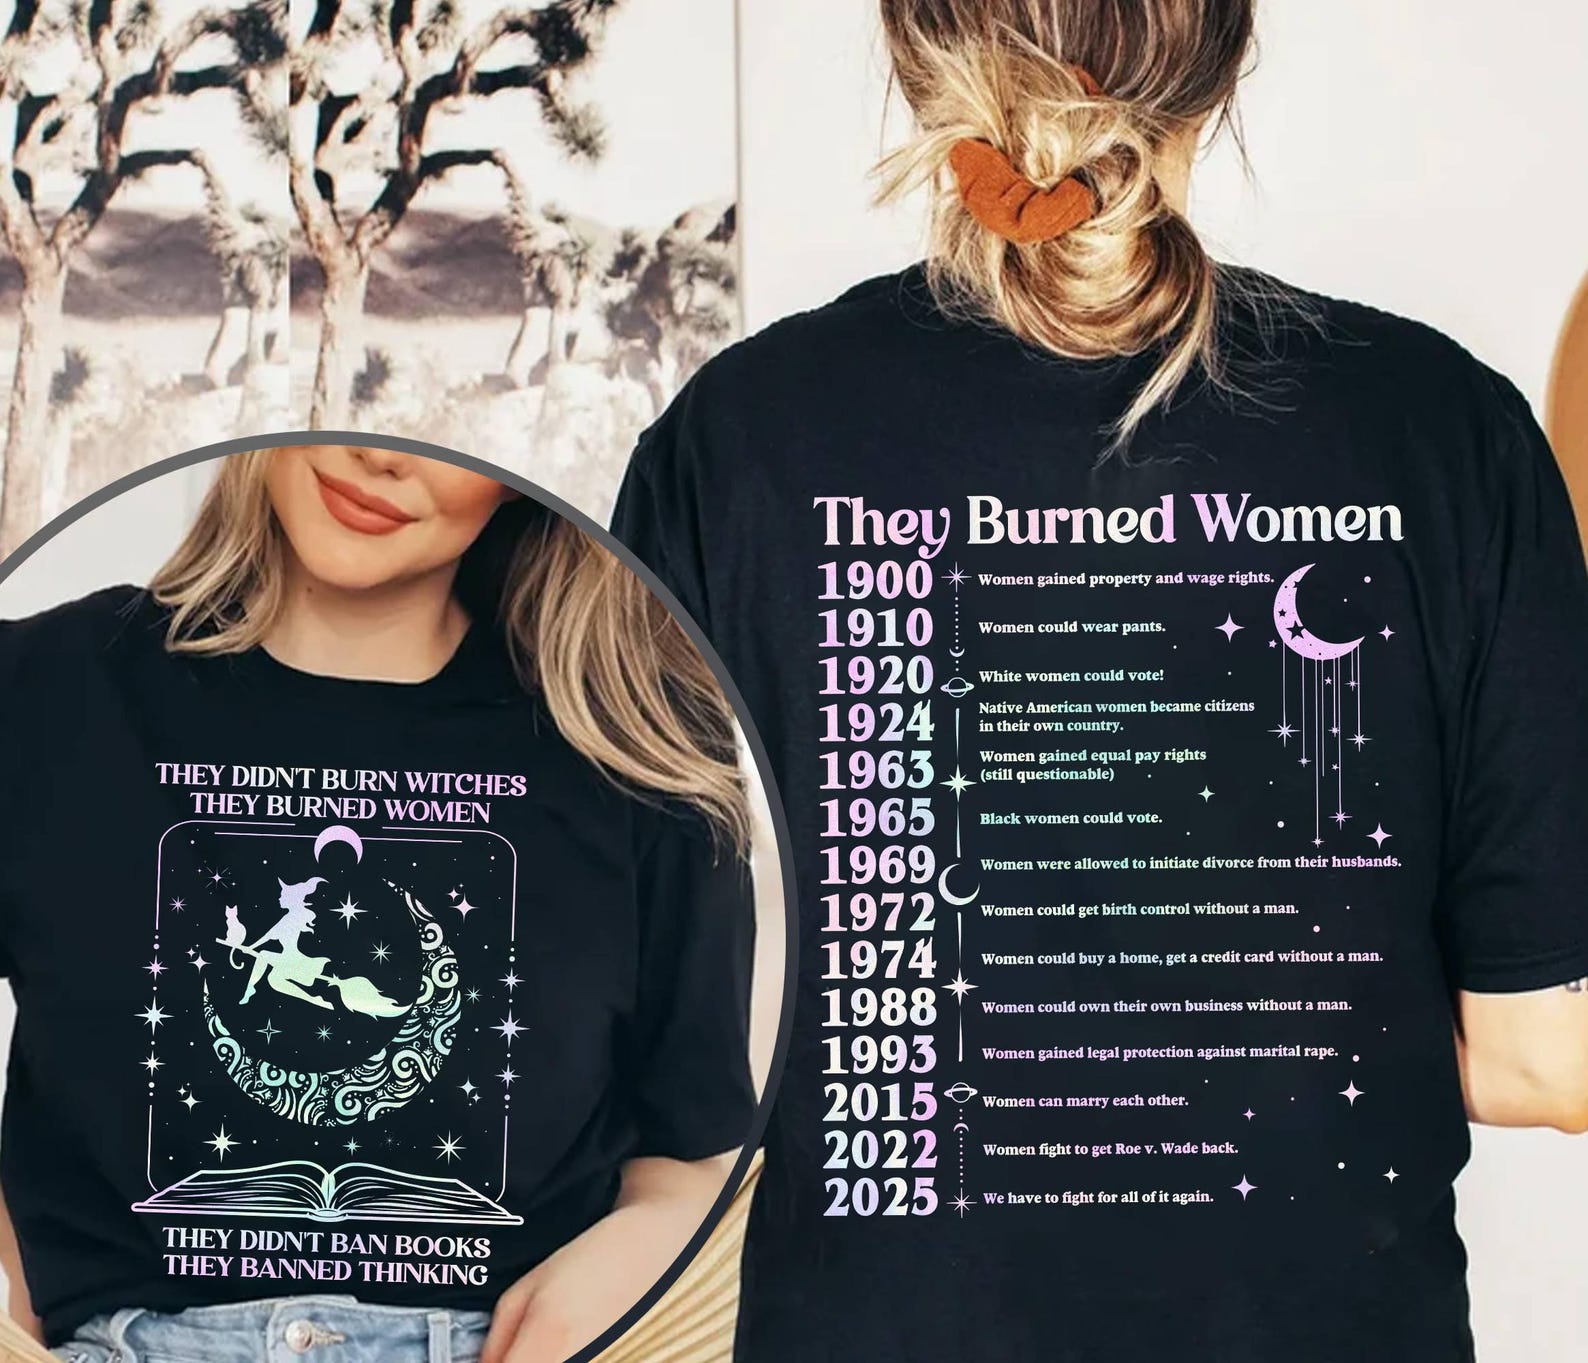 THEY DIDN'T BURN WITCHES
THEY BURNED WOMEN
THEY DIDN'T BAN BOOKS
THEY BANNED THINKING
They Burned Women
1900 Women gained property and wage rights.
1910 Women could wear pants.
1920 White women could vote!
1924 Native American women became citizens
in their own country.
1963 Women gained equal pay rights
(still questionable)
1965 Black women could vote.
1969 Women were allowed to initiate divorce from their husbands.
1972 Women could get birth control without a man.
1974 Women could buy a home, get a credit card without a man.
1988 Women could own their own business without a man.
1993 Women gained legal protection against marital rape.
2015 Women can marry each other.
2022 Women fight to get Roe v. Wade back.
2025 We have to fight for all of it again.